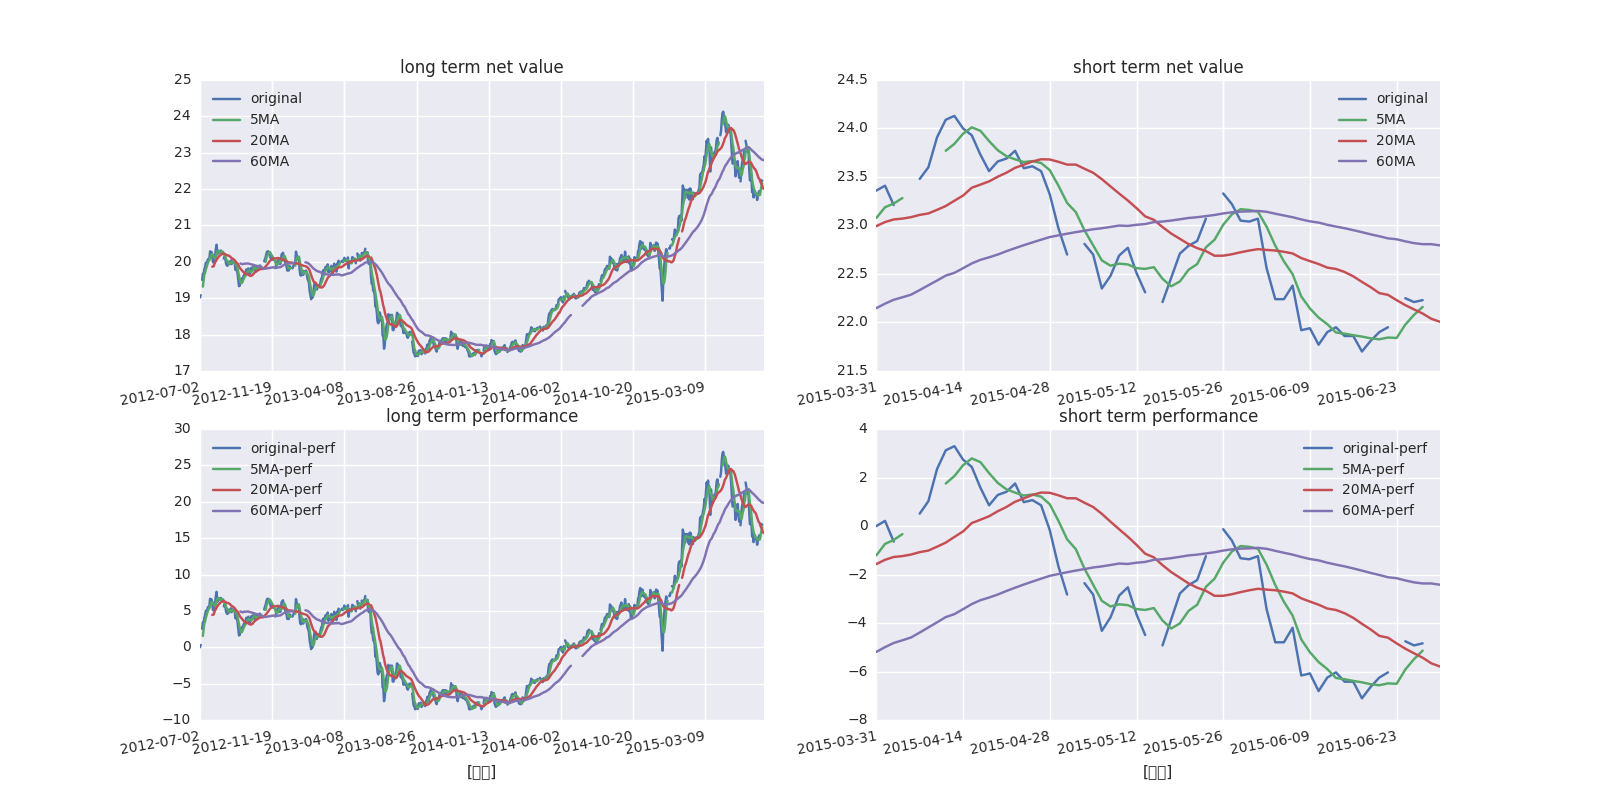 long term net value
25
24
23
22
21
20
19
18
17
original
5MA
20MA
60MA
2012-07-02 2012-11-19 2013-04-08 2013-08-26 2014-01-13 2014-06-02 2014-10-20 2015-03-09
short term net value
24.5
24.0
23.5
23.0
22.5
22.0
21.5
original
5MA
20MA
60MA
2015-03-31 2015-04-14 2015-04-28 2015-05-12 2015-05-26 2015-06-09 2015-06-23
long term performance
30
25
20
15
10
5
0
−5
−10
original-perf
5MA-perf
20MA-perf
60MA-perf
2012-07-02 2012-11-19 2013-04-08 2013-08-26 2014-01-13 2014-06-02 2014-10-20 2015-03-09
[▯▯]
short term performance
4
2
0
−2
−4
−6
−8
original-perf
5MA-perf
20MA-perf
60MA-perf
2015-03-31 2015-04-14 2015-04-28 2015-05-12 2015-05-26 2015-06-09 2015-06-23
[▯▯]